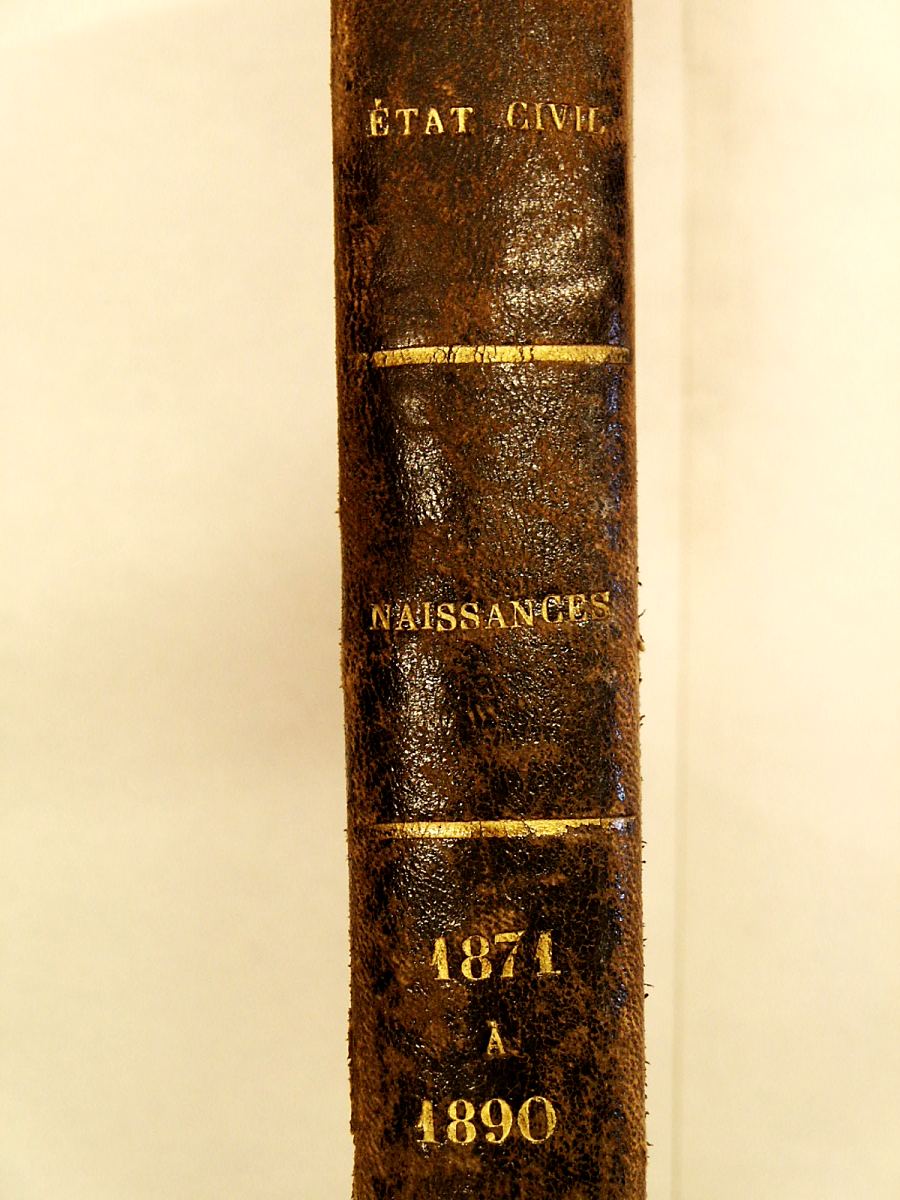 ÉTAT CIVIL
NAISSANCES
1871
À
1890